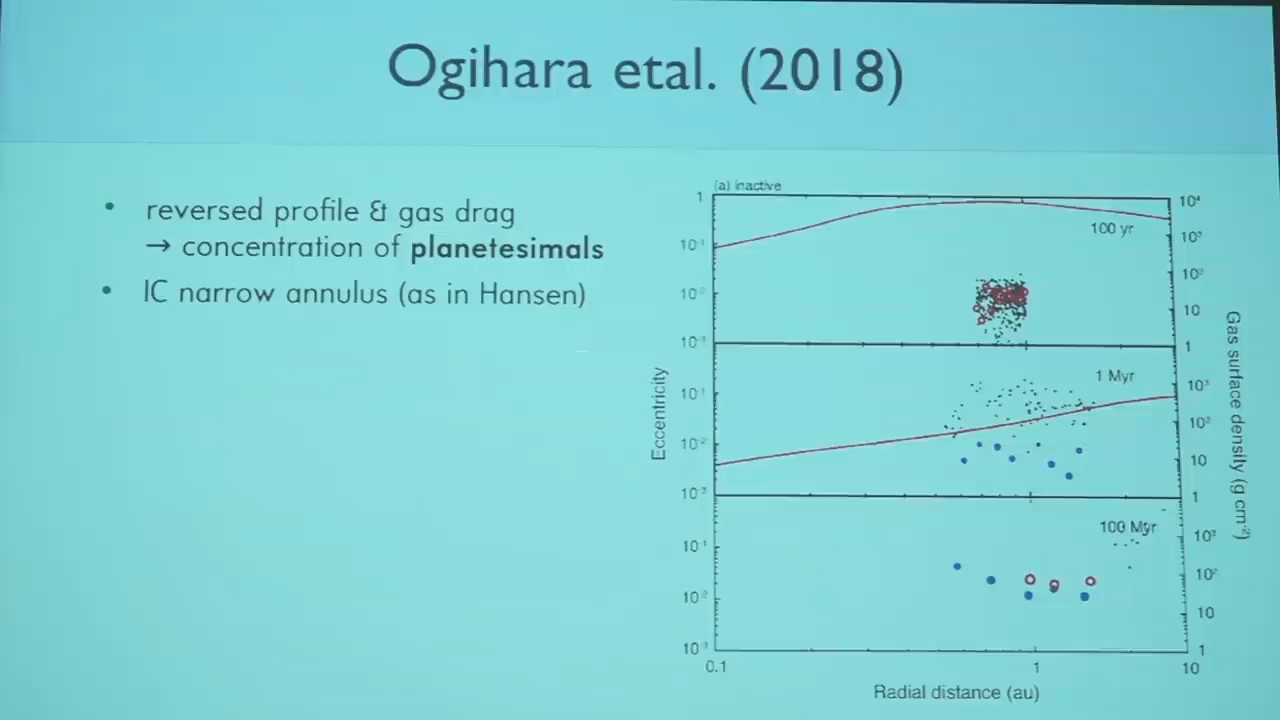 Ogihara etal. (2018)
• reversed profile & gas drag
→ concentration of planetesimals
• IC narrow annulus (as in Hansen)
(a) inactive
1
10⁻¹
10⁻³
100 yr
10⁴
10³
10²
10
1
1 Myr
10⁻¹
10⁻²
10⁻³
10³
10²
10
1
100 Myr
10⁻¹
10⁻²
10⁻³
10³
10²
10
1
Eccentricity
Gas surface density (g cm⁻²)
0.1
1
10
Radial distance (au)